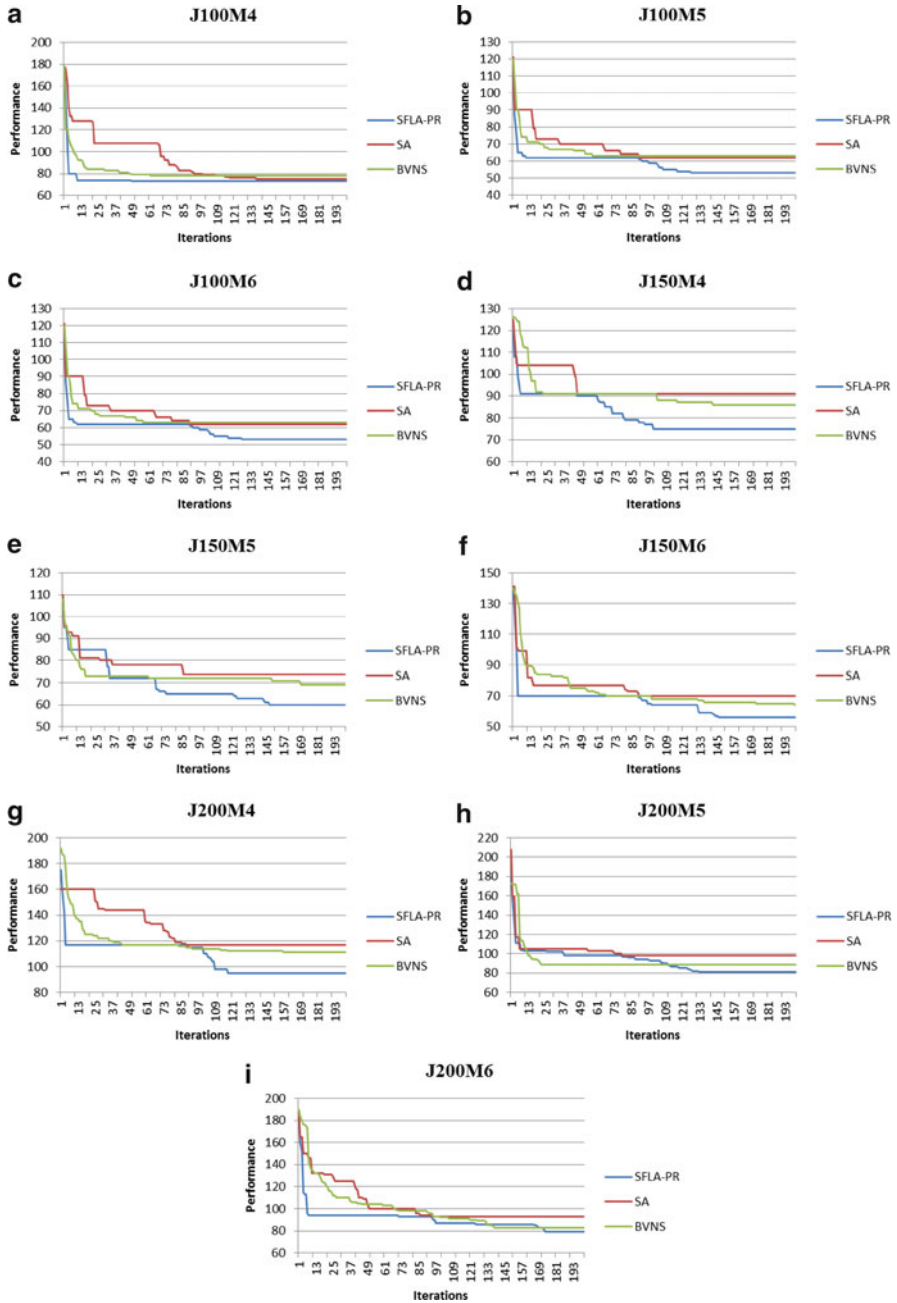 a
J100M4
Performance
200
180
160
140
120
100
80
60
1 13 25 37 49 61 73 85 97 109 121 133 145 157 169 181 193
Iterations
SFLA-PR
SA
BVNS
b
J100M5
Performance
130
120
110
100
90
80
70
60
50
40
1 13 25 37 49 61 73 85 97 109 121 133 145 157 169 181 193
Iterations
SFLA-PR
SA
BVNS
c
J100M6
Performance
130
120
110
100
90
80
70
60
50
40
1 13 25 37 49 61 73 85 97 109 121 133 145 157 169 181 193
Iterations
SFLA-PR
SA
BVNS
d
J150M4
Performance
130
120
110
100
90
80
70
60
1 13 25 37 49 61 73 85 97 109 121 133 145 157 169 181 193
Iterations
SFLA-PR
SA
BVNS
e
J150M5
Performance
120
110
100
90
80
70
60
50
1 13 25 37 49 61 73 85 97 109 121 133 145 157 169 181 193
Iterations
SFLA-PR
SA
BVNS
f
J150M6
Performance
150
130
110
90
70
50
1 13 25 37 49 61 73 85 97 109 121 133 145 157 169 181 193
Iterations
SFLA-PR
SA
BVNS
g
J200M4
Performance
200
180
160
140
120
100
80
1 13 25 37 49 61 73 85 97 109 121 133 145 157 169 181 193
Iterations
SFLA-PR
SA
BVNS
h
J200M5
Performance
220
200
180
160
140
120
100
80
60
1 13 25 37 49 61 73 85 97 109 121 133 145 157 169 181 193
Iterations
SFLA-PR
SA
BVNS
i
J200M6
Performance
200
180
160
140
120
100
80
60
1 13 25 37 49 61 73 85 97 109 121 133 145 157 169 181 193
Iterations
SFLA-PR
SA
BVNS